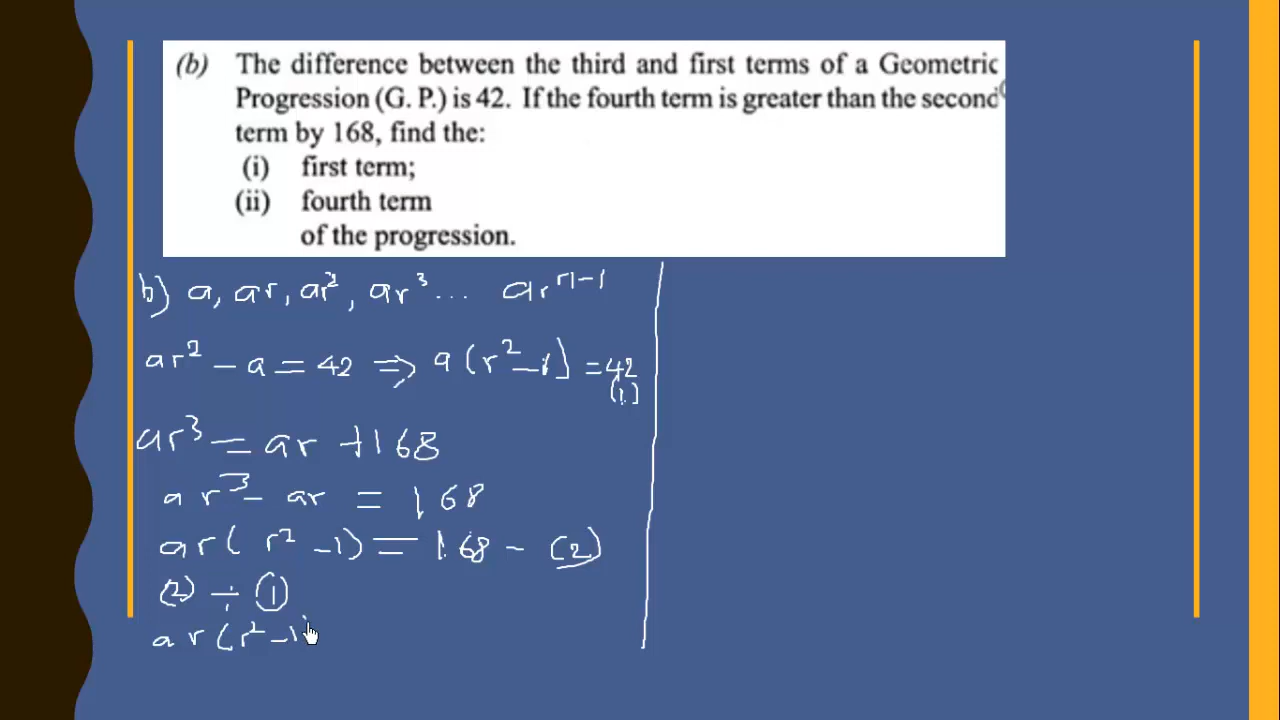 (b) The difference between the third and first terms of a Geometric
Progression (G. P.) is 42. If the fourth term is greater than the second
term by 168, find the:
(i) first term;
(ii) fourth term
of the progression.
b) a, ar, ar², ar³ ... arⁿ⁻¹
ar² - a = 42 ⇒ a(r² - 1) = 42
(1)
ar³ = ar + 168
ar³ - ar = 168
ar(r² - 1) = 168 - (2)
(2) ÷ ①
ar(r² - 1)